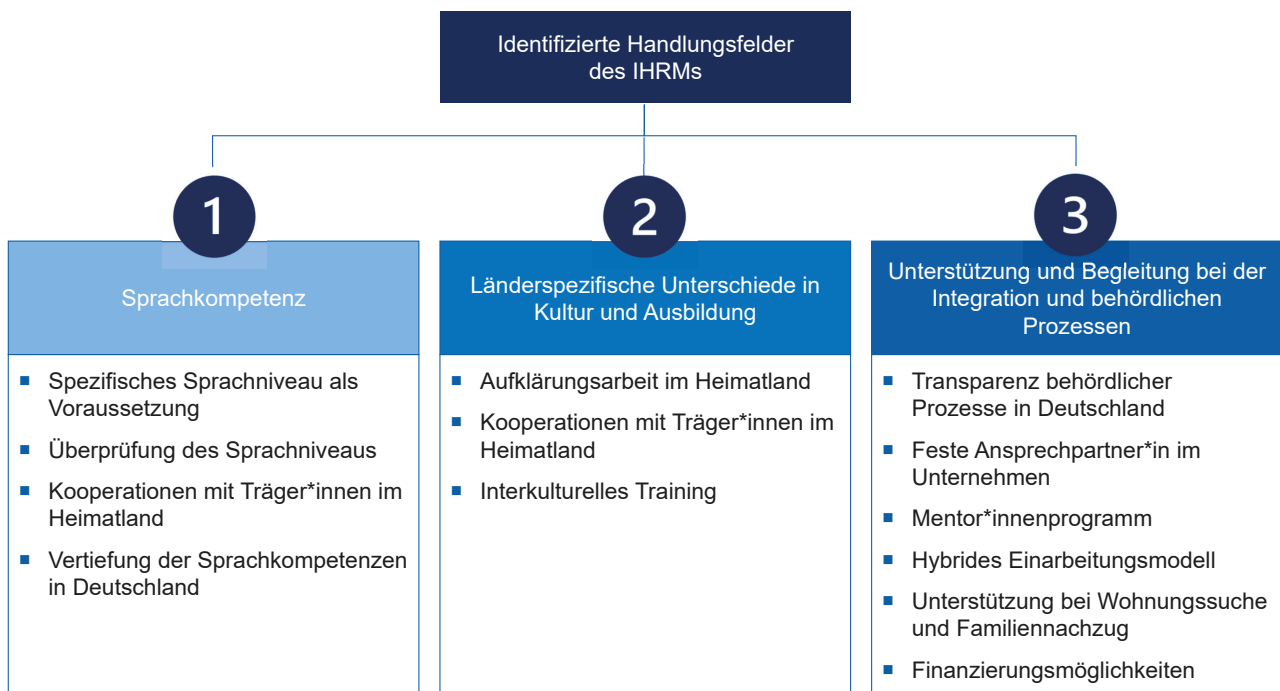 Identifizierte Handlungsfelder
des IHRMs
1
Sprachkompetenz
Spezifisches Sprachniveau als
Voraussetzung
Überprüfung des Sprachniveaus
Kooperationen mit Träger*innen im
Heimatland
Vertiefung der Sprachkompetenzen
in Deutschland
2
Länderspezifische Unterschiede in
Kultur und Ausbildung
Aufklärungsarbeit im Heimatland
Kooperationen mit Träger*innen im
Heimatland
Interkulturelles Training
3
Unterstützung und Begleitung bei der
Integration und behördlichen
Prozessen
Transparenz behördlicher
Prozesse in Deutschland
Feste Ansprechpartner*in im
Unternehmen
Mentor*innenprogramm
Hybrides Einarbeitungsmodell
Unterstützung bei Wohnungssuche
und Familiennachzug
Finanzierungsmöglichkeiten